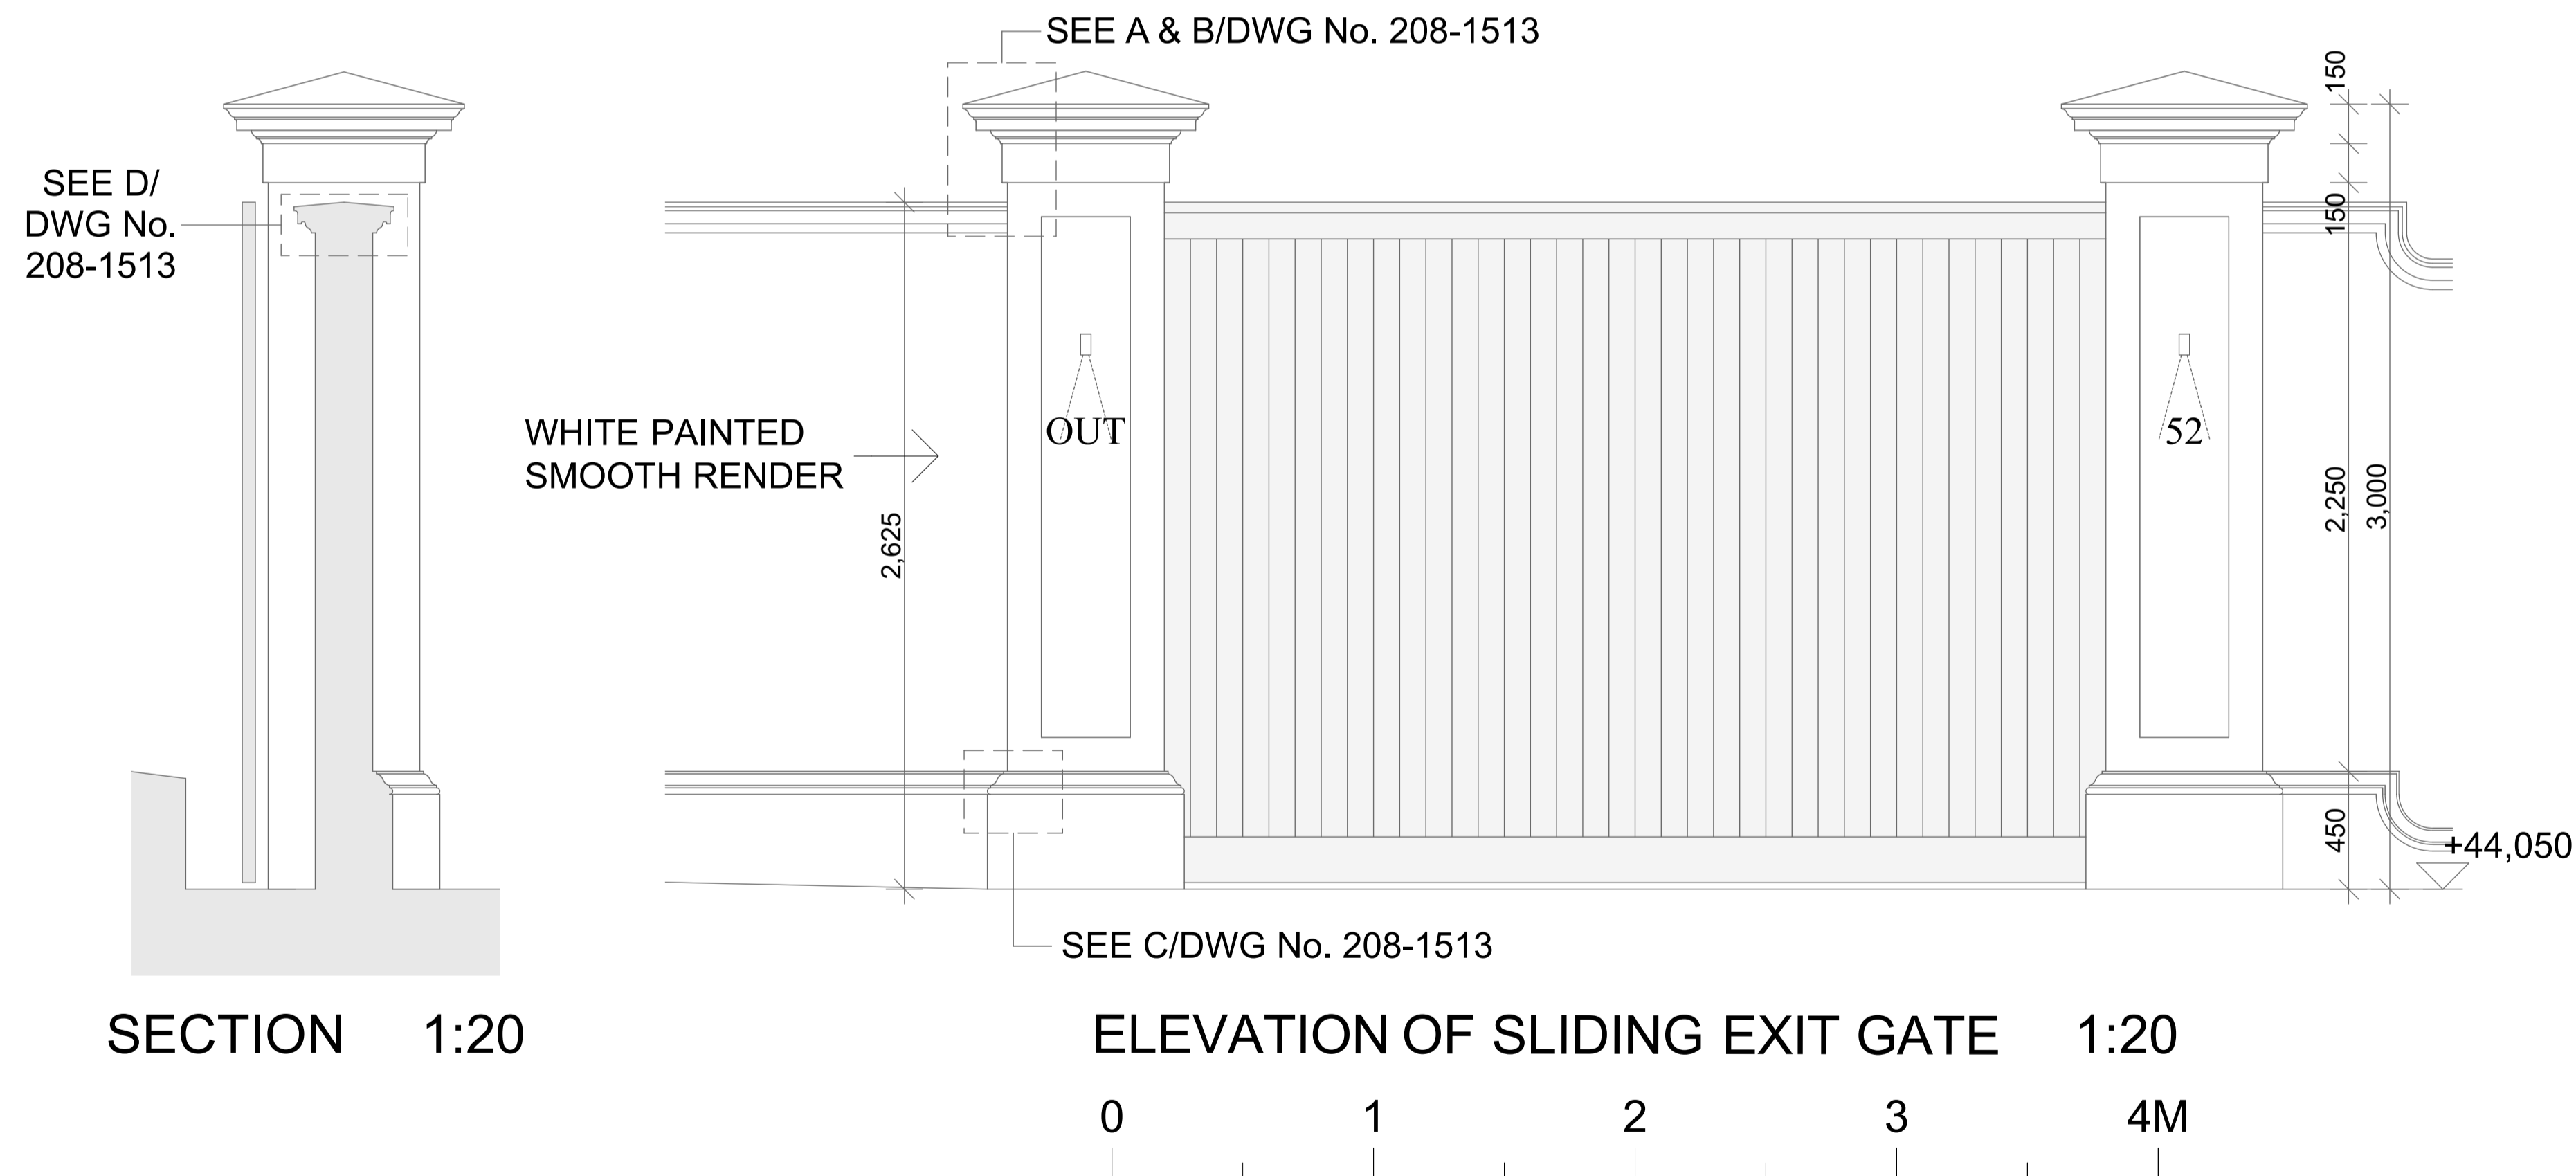 SEE A & B/DWG No. 208-1513
150
SEE D/
DWG No.
208-1513
150
WHITE PAINTED
SMOOTH RENDER
OUT
52
2,625
2,250
3,000
450
+44,050
SEE C/DWG No. 208-1513
SECTION 1:20
ELEVATION OF SLIDING EXIT GATE 1:20
0 1 2 3 4M